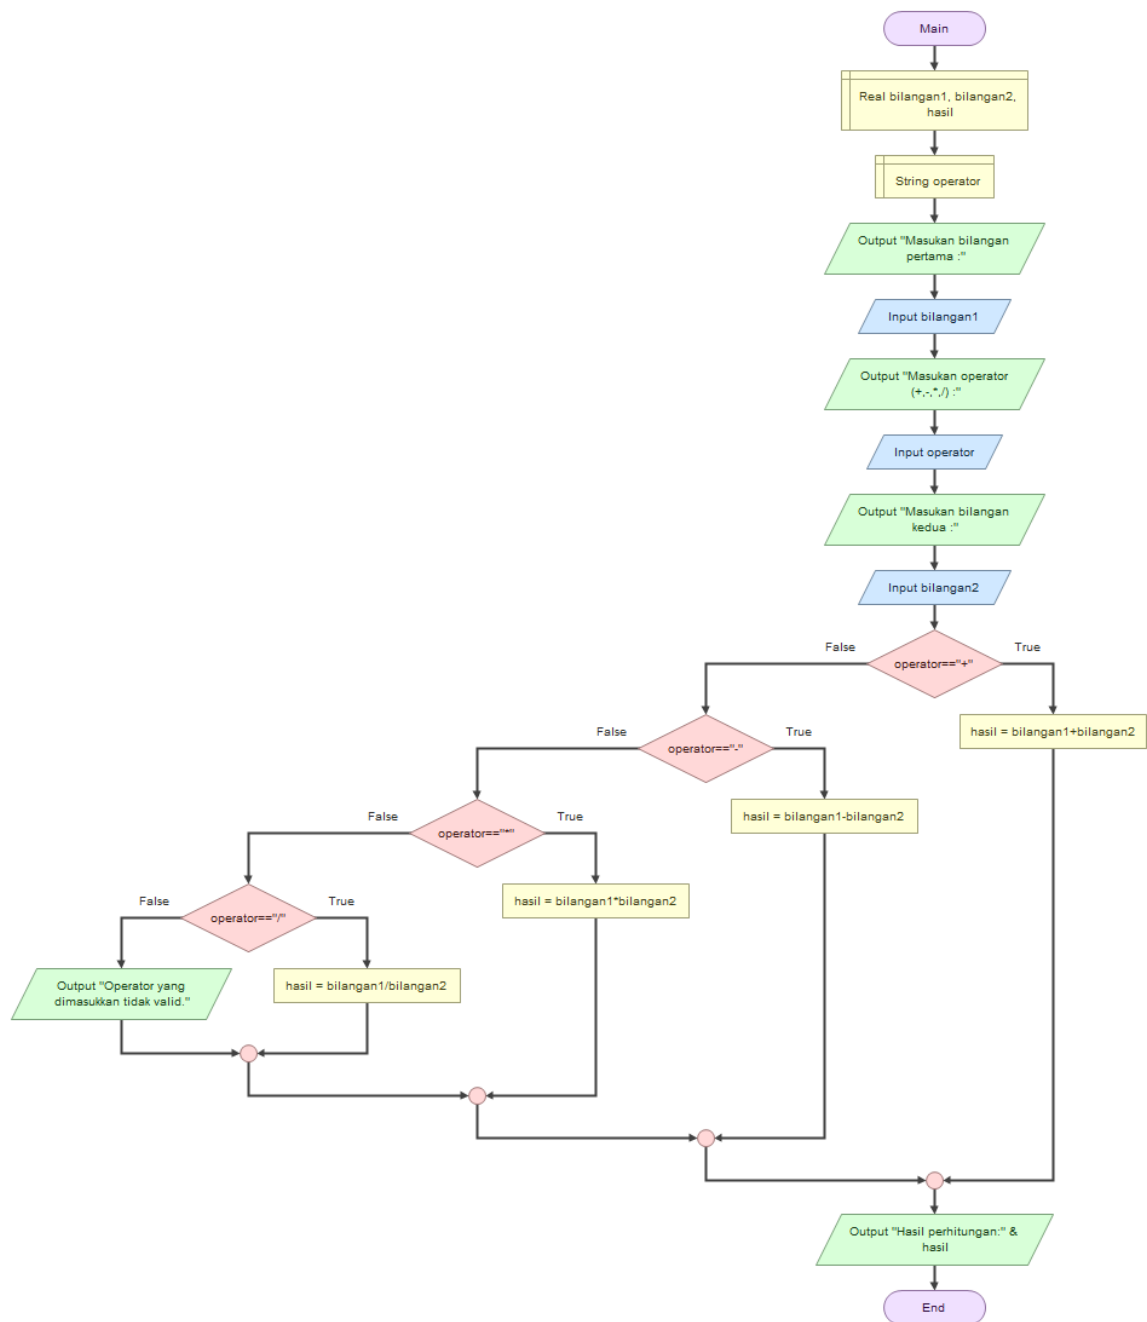 Main
Real bilangan1, bilangan2,
hasil
String operator
Output "Masukan bilangan
pertama :"
Input bilangan1
Output "Masukan operator
(+,-,*,/) :"
Input operator
Output "Masukan bilangan
kedua :"
Input bilangan2
False
operator=="+"
True
hasil = bilangan1+bilangan2
False
operator=="-"
True
hasil = bilangan1-bilangan2
False
operator=="*"
True
hasil = bilangan1*bilangan2
False
operator=="/"
True
Output "Operator yang
dimasukkan tidak valid."
hasil = bilangan1/bilangan2
Output "Hasil perhitungan:" &
hasil
End